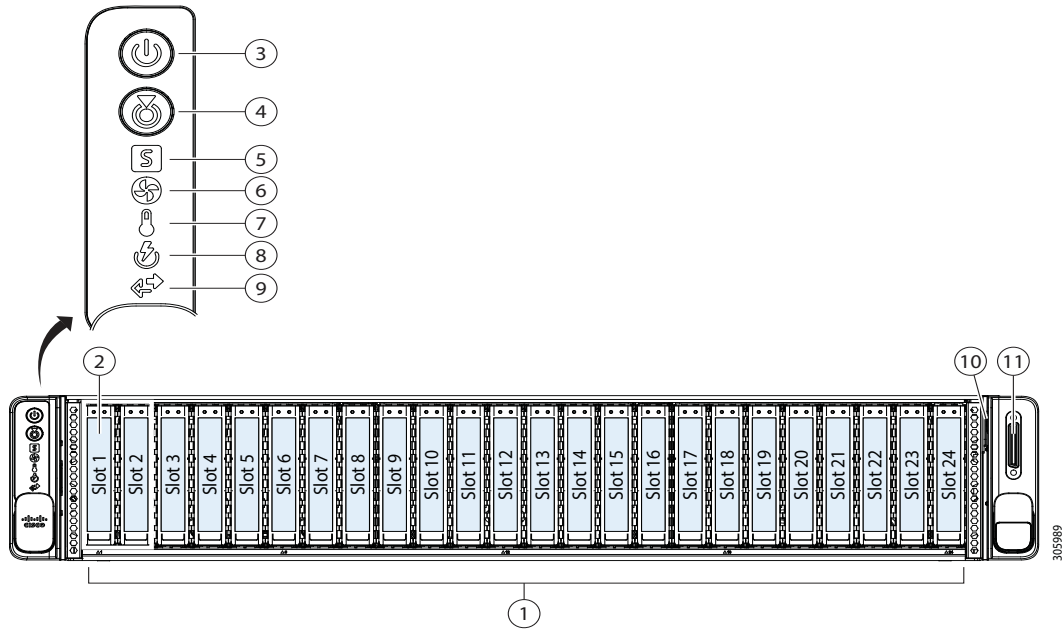 3
4
S
5
6
7
8
9
2
10
11
Slot 1
Slot 2
Slot 3
Slot 4
Slot 5
Slot 6
Slot 7
Slot 8
Slot 9
Slot 10
Slot 11
Slot 12
Slot 13
Slot 14
Slot 15
Slot 16
Slot 17
Slot 18
Slot 19
Slot 20
Slot 21
Slot 22
Slot 23
Slot 24
CISCO
305989
1